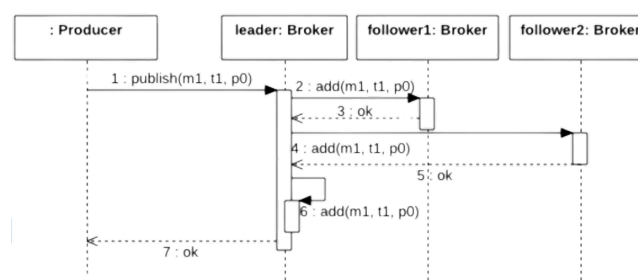 : Producer
leader: Broker
follower1: Broker
follower2: Broker
1 : publish(m1, t1, p0)
2 : add(m1, t1, p0)
3 : ok
4 : add(m1, t1, p0)
5 : ok
6 : add(m1, t1, p0)
7 : ok